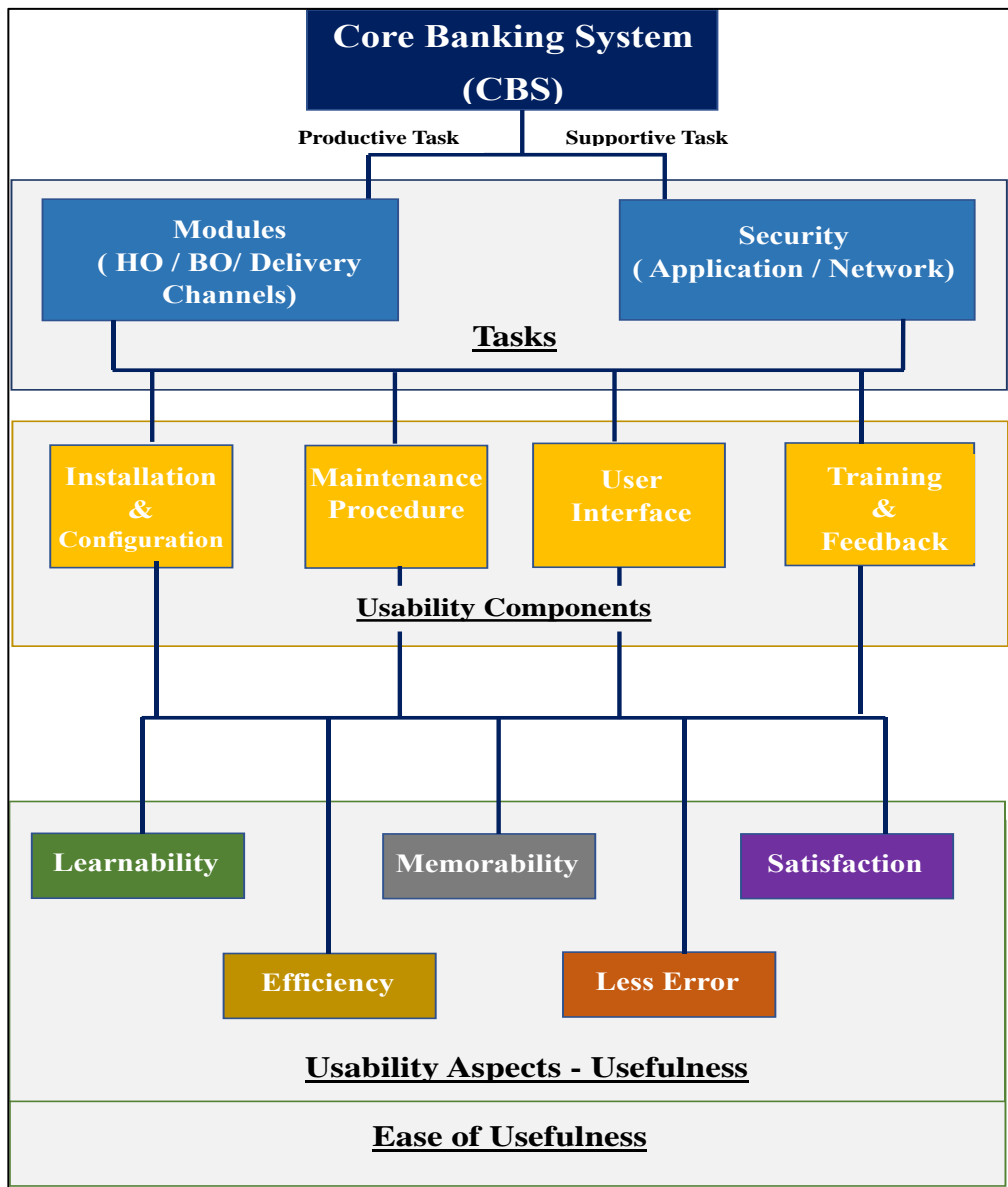 Core Banking System
(CBS)
Productive Task
Supportive Task
Modules
( HO / BO/ Delivery
Channels)
Security
( Application / Network)
Tasks
Installation
&
Configuration
Maintenance
Procedure
User
Interface
Training
&
Feedback
Usability Components
Learnability
Memorability
Satisfaction
Efficiency
Less Error
Usability Aspects - Usefulness
Ease of Usefulness